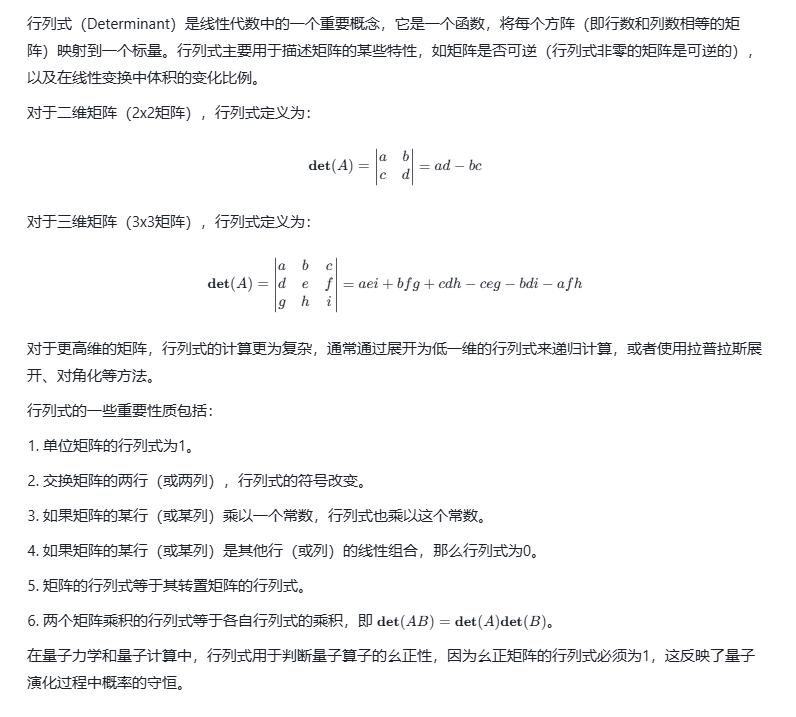 行列式（Determinant）是线性代数中的一个重要概念，它是一个函数，将每个方阵（即行数和列数相等的矩
阵）映射到一个标量。行列式主要用于描述矩阵的某些特性，如矩阵是否可逆（行列式非零的矩阵是可逆的），
以及在线性变换中体积的变化比例。
对于二维矩阵（2x2矩阵），行列式定义为：
det(A) = |a b
c d| = ad − bc
对于三维矩阵（3x3矩阵），行列式定义为：
det(A) = |a b c
d e f
g h i| = aei + bfg + cdh − ceg − bdi − afh
对于更高维的矩阵，行列式的计算更为复杂，通常通过展开为低一维的行列式来递归计算，或者使用拉普拉斯展
开、对角化等方法。
行列式的一些重要性质包括：
1. 单位矩阵的行列式为1。
2. 交换矩阵的两行（或两列），行列式的符号改变。
3. 如果矩阵的某行（或某列）乘以一个常数，行列式也乘以这个常数。
4. 如果矩阵的某行（或某列）是其他行（或列）的线性组合，那么行列式为0。
5. 矩阵的行列式等于其转置矩阵的行列式。
6. 两个矩阵乘积的行列式等于各自行列式的乘积，即 det(AB) = det(A)det(B)。
在量子力学和量子计算中，行列式用于判断量子算子的幺正性，因为幺正矩阵的行列式必须为1，这反映了量子
演化过程中概率的守恒。